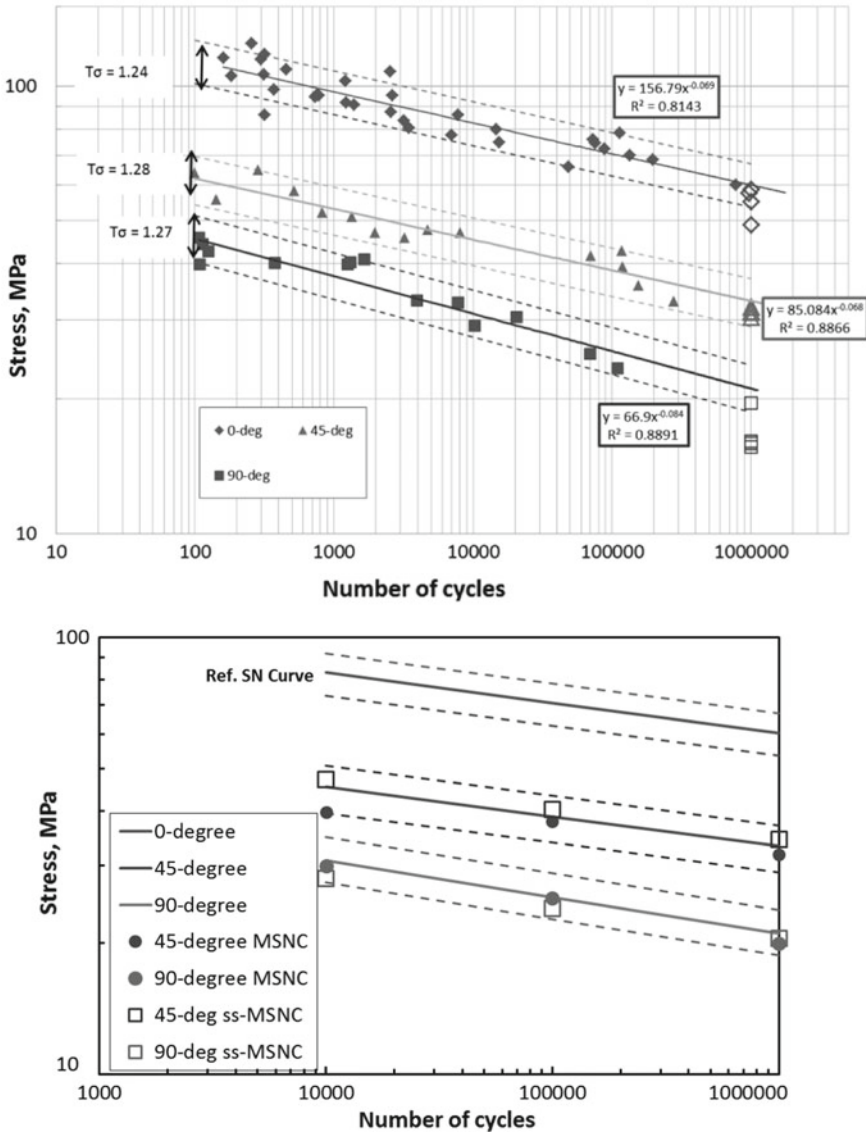 Tσ = 1.24
100
y = 156.79x^-0.069
R² = 0.8143
Tσ = 1.28
Tσ = 1.27
y = 85.084x^-0.068
R² = 0.8866
Stress, MPa
y = 66.9x^-0.084
R² = 0.8891
0-deg 45-deg
90-deg
10
10 100 1000 10000 100000 1000000
Number of cycles
100
Ref. SN Curve
Stress, MPa
0-degree
45-degree
90-degree
45-degree MSNC
90-degree MSNC
45-deg ss-MSNC
90-deg ss-MSNC
10
1000 10000 100000 1000000
Number of cycles